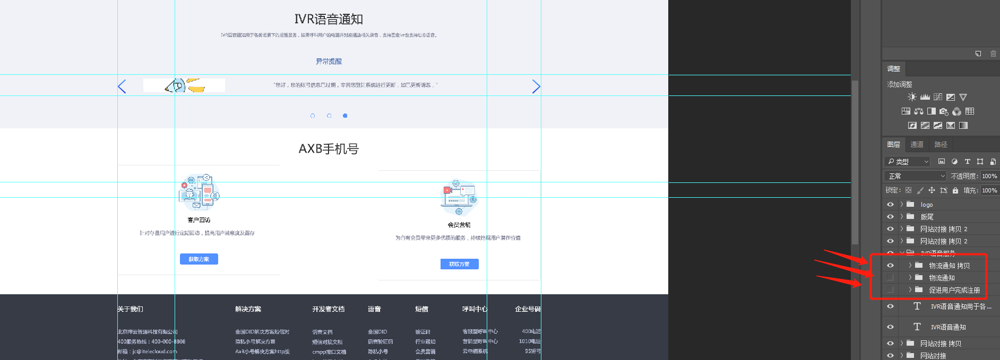 IVR语音通知
IVR语音通知用于各类场景下的提醒服务，按需呼叫用户的电话并对应播放相关录音，支持固定ivr也支持动态语音。
异常提醒
“您好，您的账号信息已过期，辛苦您登陆系统进行更新，如已更新请忽，”
AXB手机号
客户回访
针对存量用户进行定期回访，提高用户满意度及留存
获取方案
会员营销
为自有会员带来更多优质的服务，持续挖掘用户潜在价值
获取方案
关于我们
解决方案
开发者文档
语音
短信
呼叫中心
企业号码
北京祥云智通科技有限公司
全国DID解决方案短信对
语音文档
全国DID
验证码
客服型呼叫中心
400电话
400服务热线：400-000-8808
隐私小号解决方案
短信对接文档
语音验证码
行业通知
营销型呼叫中心
1010电话
邮箱：jc@itelecloud.com
AxB小号解决方案http接
cmpp接口文档
隐私小号
会员营销
云电销系统
95短号
调整
添加调整
图层
通道
路径
类型
正常
不透明度: 100%
锁定:
填充: 100%
logo
版尾
网站对接 拷贝 2
网站对接 拷贝 2
IVR语音服务
物流通知 拷贝
物流通知
促进用户完成注册
T IVR语音通知用于各...
T IVR语音通知
网站对接 拷贝
网站对接